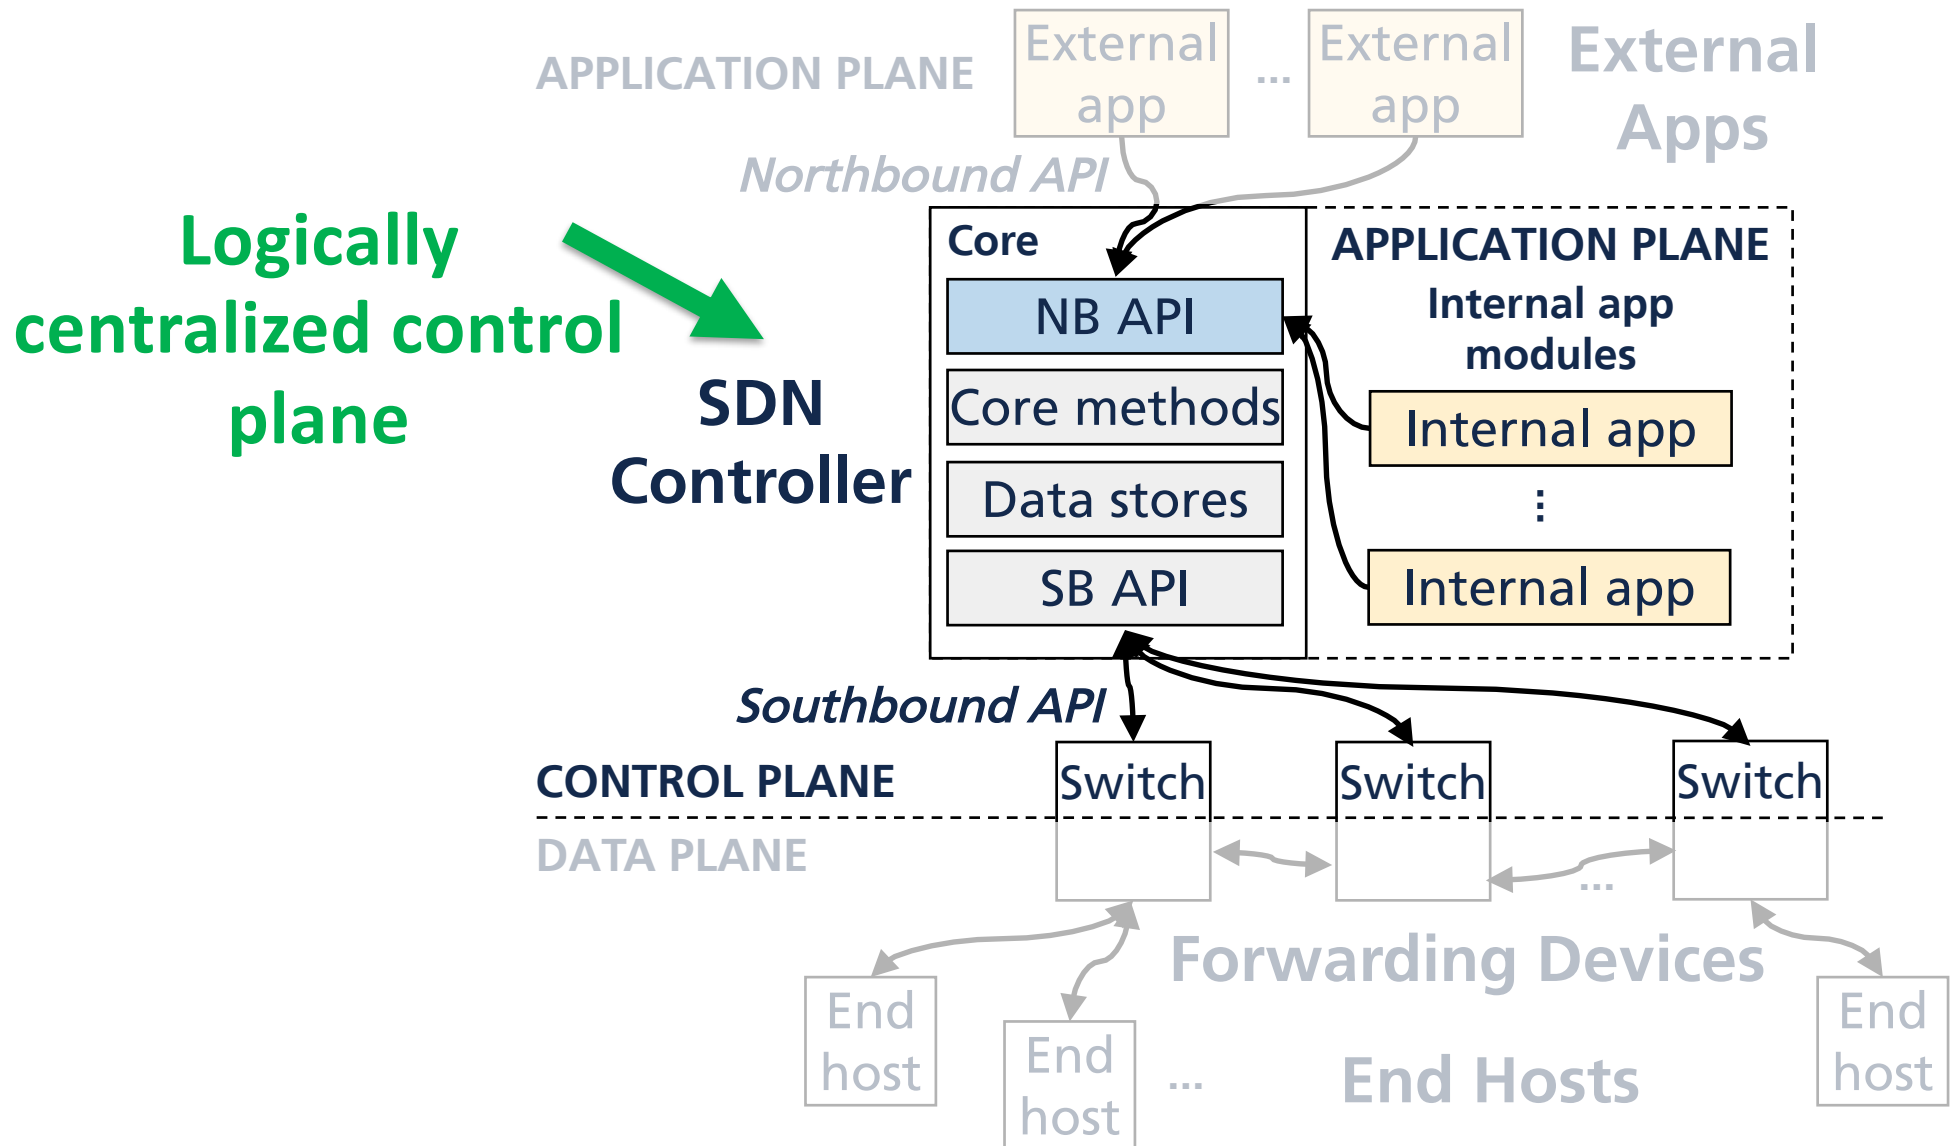 APPLICATION PLANE
External
app
...
External
app
External
Apps
Northbound API
Logically
centralized control
plane
SDN
Controller
Core
NB API
Core methods
Data stores
SB API
APPLICATION PLANE
Internal app
modules
Internal app
...
Internal app
Southbound API
CONTROL PLANE
Switch
Switch
Switch
DATA PLANE
...
Forwarding Devices
End
host
End
host
...
End Hosts
End
host